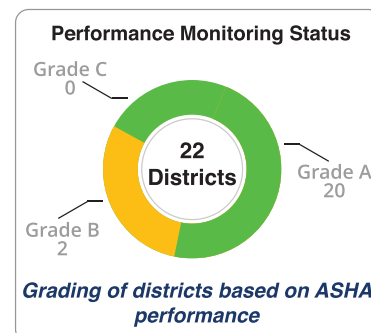 Performance Monitoring Status
Grade C
0
22
Districts
Grade A
20
Grade B
2
Grading of districts based on ASHA
performance